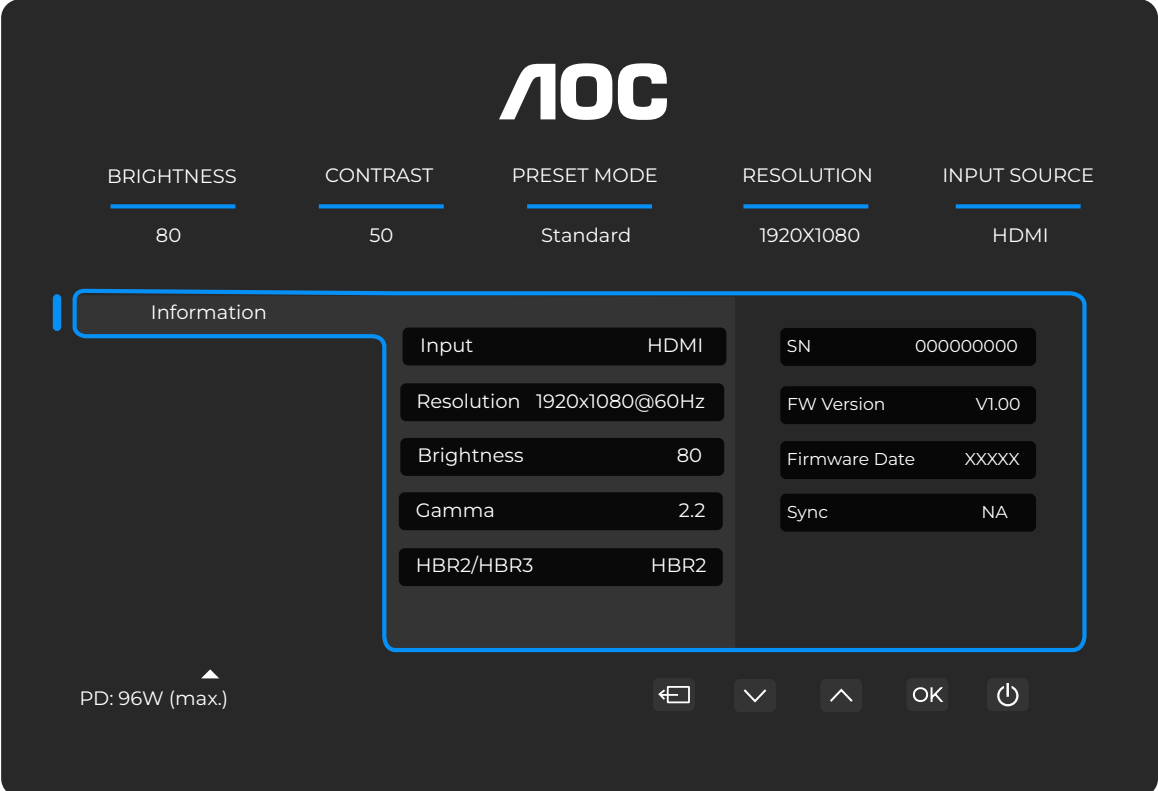 AOC
BRIGHTNESS CONTRAST PRESET MODE RESOLUTION INPUT SOURCE
80 50 Standard 1920X1080 HDMI
Information
Input HDMI
Resolution 1920x1080@60Hz
Brightness 80
Gamma 2.2
HBR2/HBR3 HBR2
SN 000000000
FW Version V1.00
Firmware Date XXXXX
Sync NA
PD: 96W (max.)
OK